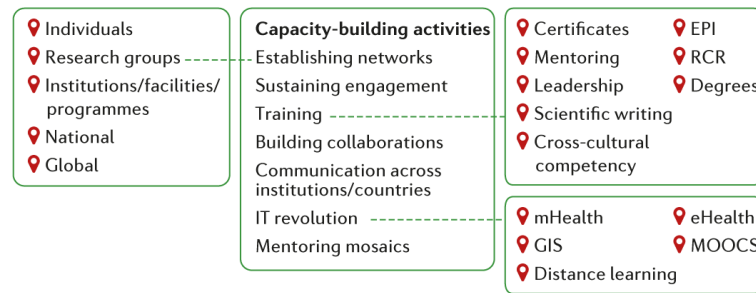 Individuals
Research groups
Institutions/facilities/
programmes
National
Global
Capacity-building activities
Establishing networks
Sustaining engagement
Training
Building collaborations
Communication across
institutions/countries
IT revolution
Mentoring mosaics
Certificates
EPI
Mentoring
RCR
Leadership
Degrees
Scientific writing
Cross-cultural
competency
mHealth
eHealth
GIS
MOOCS
Distance learning